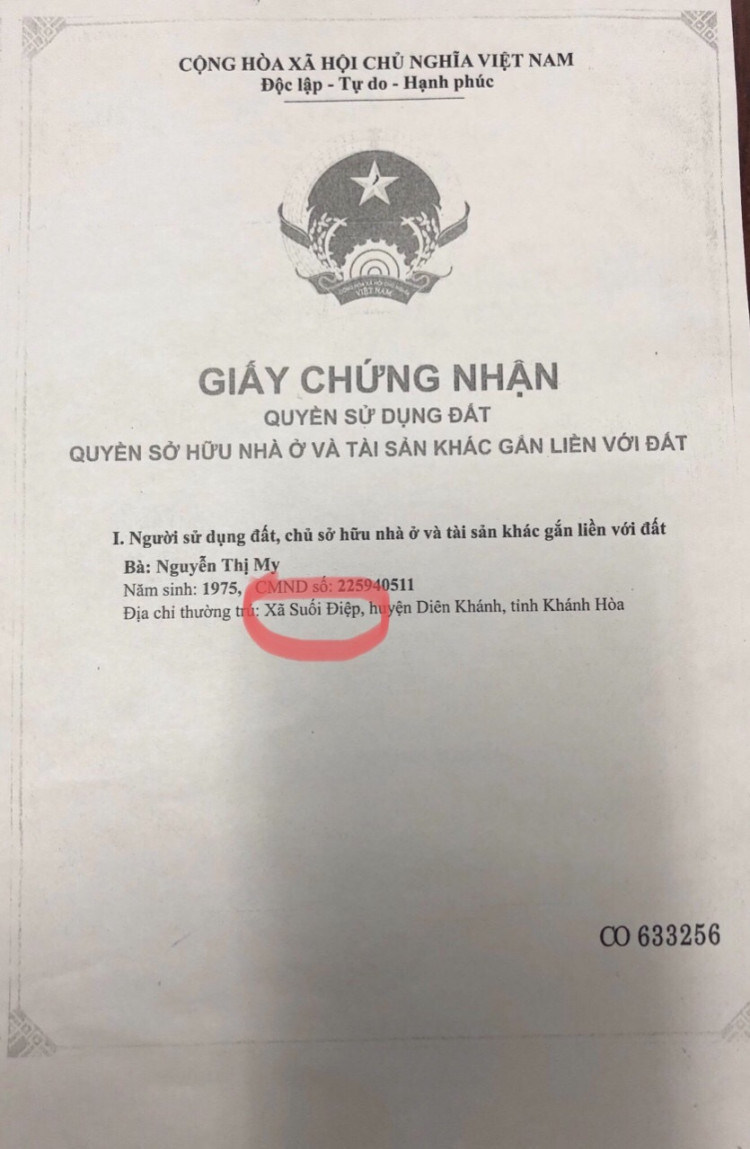 CỘNG HÒA XÃ HỘI CHỦ NGHĨA VIỆT NAM
Độc lập - Tự do - Hạnh phúc
VIỆT NAM
GIẤY CHỨNG NHẬN
QUYỀN SỬ DỤNG ĐẤT
QUYỀN SỞ HỮU NHÀ Ở VÀ TÀI SẢN KHÁC GẮN LIỀN VỚI ĐẤT
I. Người sử dụng đất, chủ sở hữu nhà ở và tài sản khác gắn liền với đất
Bà: Nguyễn Thị My
Năm sinh: 1975, CMND số: 225940511
Địa chỉ thường trú: Xã Suối Điệp, huyện Diên Khánh, tỉnh Khánh Hòa
CO 633256